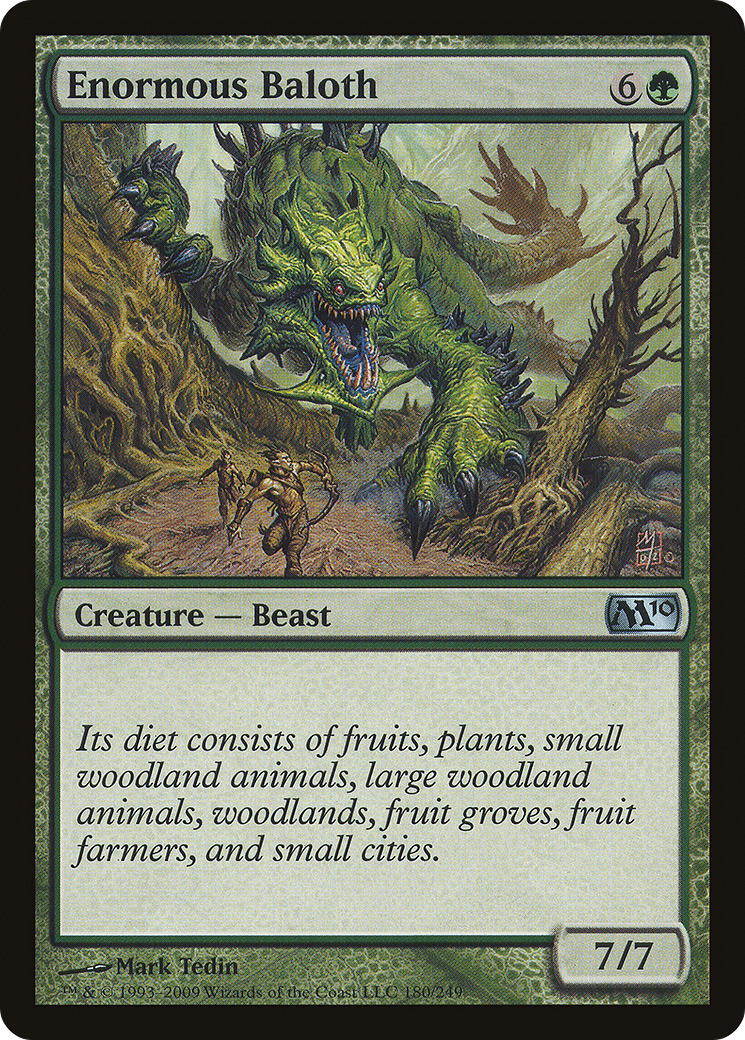 Enormous Baloth 6
Creature — Beast M10
Its diet consists of fruits, plants, small
woodland animals, large woodland
animals, woodlands, fruit groves, fruit
farmers, and small cities.
7/7
Mark Tedin
™ & © 1993–2009 Wizards of the Coast LLC 180/249